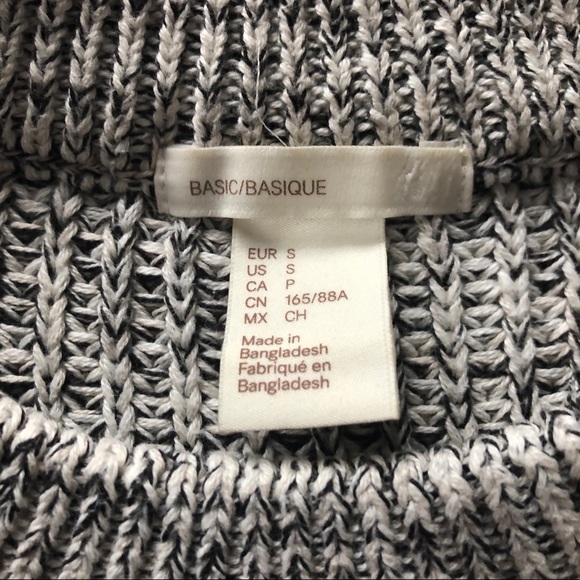 BASIC/BASIQUE
EUR S
US S
CA P
CN 165/88A
MX CH
Made in
Bangladesh
Fabriqué en
Bangladesh